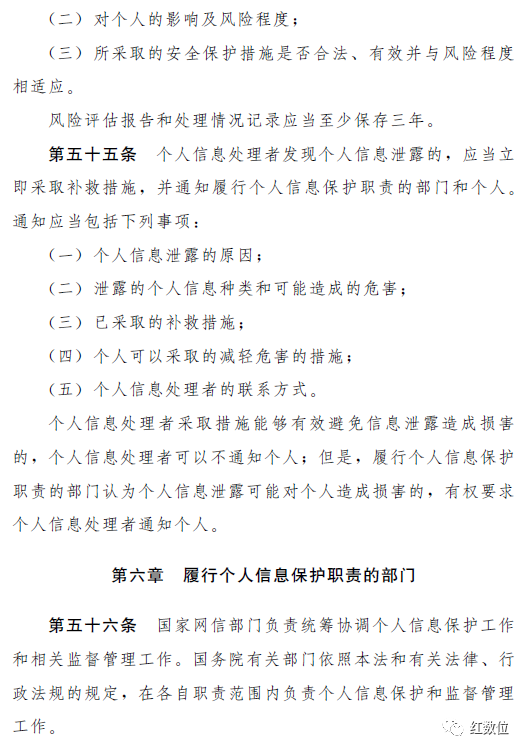 （二）对个人的影响及风险程度；
（三）所采取的安全保护措施是否合法、有效并与风险程度
相适应。
风险评估报告和处理情况记录应当至少保存三年。
第五十五条 个人信息处理者发现个人信息泄露的，应当立
即采取补救措施，并通知履行个人信息保护职责的部门和个人。
通知应当包括下列事项：
（一）个人信息泄露的原因；
（二）泄露的个人信息种类和可能造成的危害；
（三）已采取的补救措施；
（四）个人可以采取的减轻危害的措施；
（五）个人信息处理者的联系方式。
个人信息处理者采取措施能够有效避免信息泄露造成损害
的，个人信息处理者可以不通知个人；但是，履行个人信息保护
职责的部门认为个人信息泄露可能对个人造成损害的，有权要求
个人信息处理者通知个人。
第六章 履行个人信息保护职责的部门
第五十六条 国家网信部门负责统筹协调个人信息保护工作
和相关监督管理工作。国务院有关部门依照本法和有关法律、行
政法规的规定，在各自职责范围内负责个人信息保护和监督管理
工作。
红数位